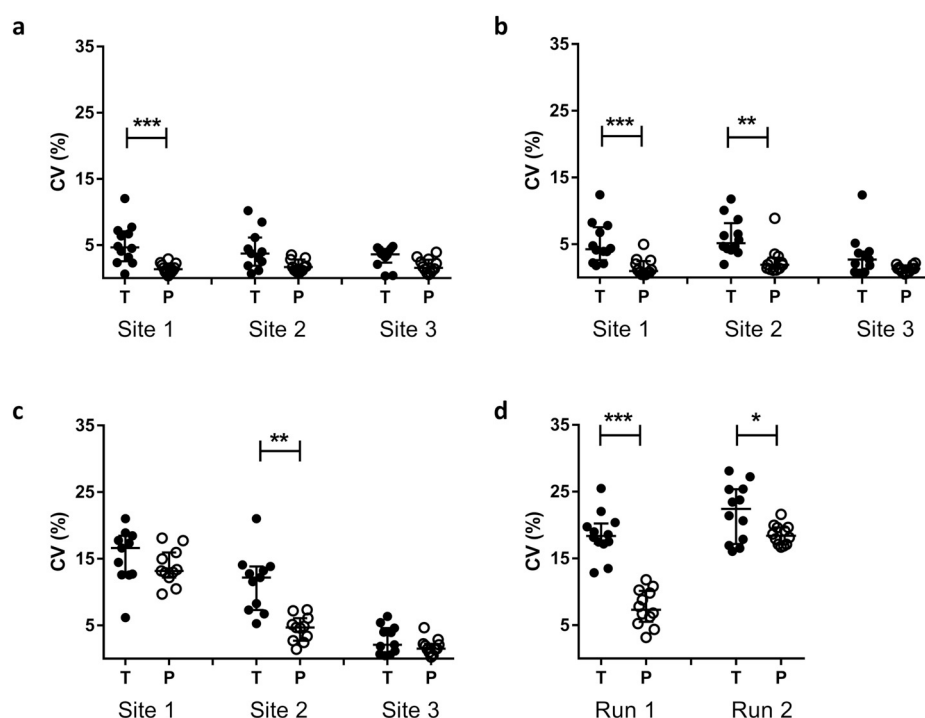 a
b
35
25
15
5
CV (%)
***
T P T P T P
Site 1 Site 2 Site 3
35
25
15
5
CV (%)
***
**
T P T P T P
Site 1 Site 2 Site 3
c
d
35
25
15
5
CV (%)
**
T P T P T P
Site 1 Site 2 Site 3
35
25
15
5
CV (%)
***
*
T P T P
Run 1 Run 2